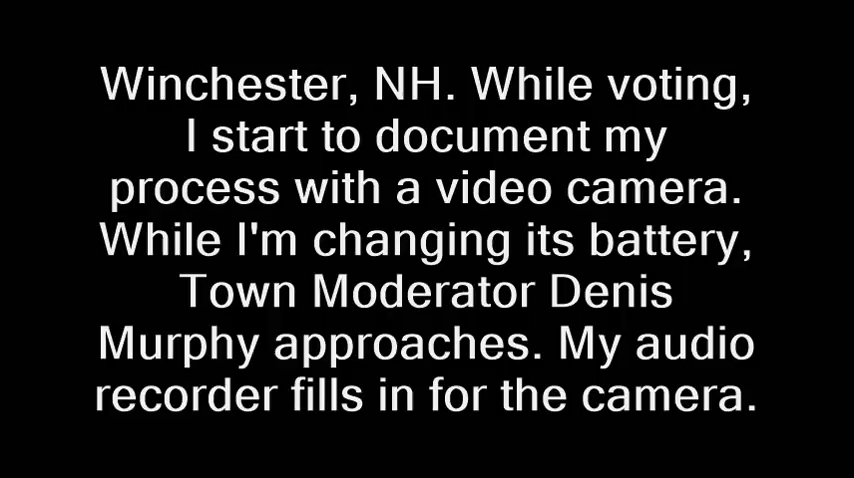 Winchester, NH. While voting,
I start to document my
process with a video camera.
While I'm changing its battery,
Town Moderator Denis
Murphy approaches. My audio
recorder fills in for the camera.